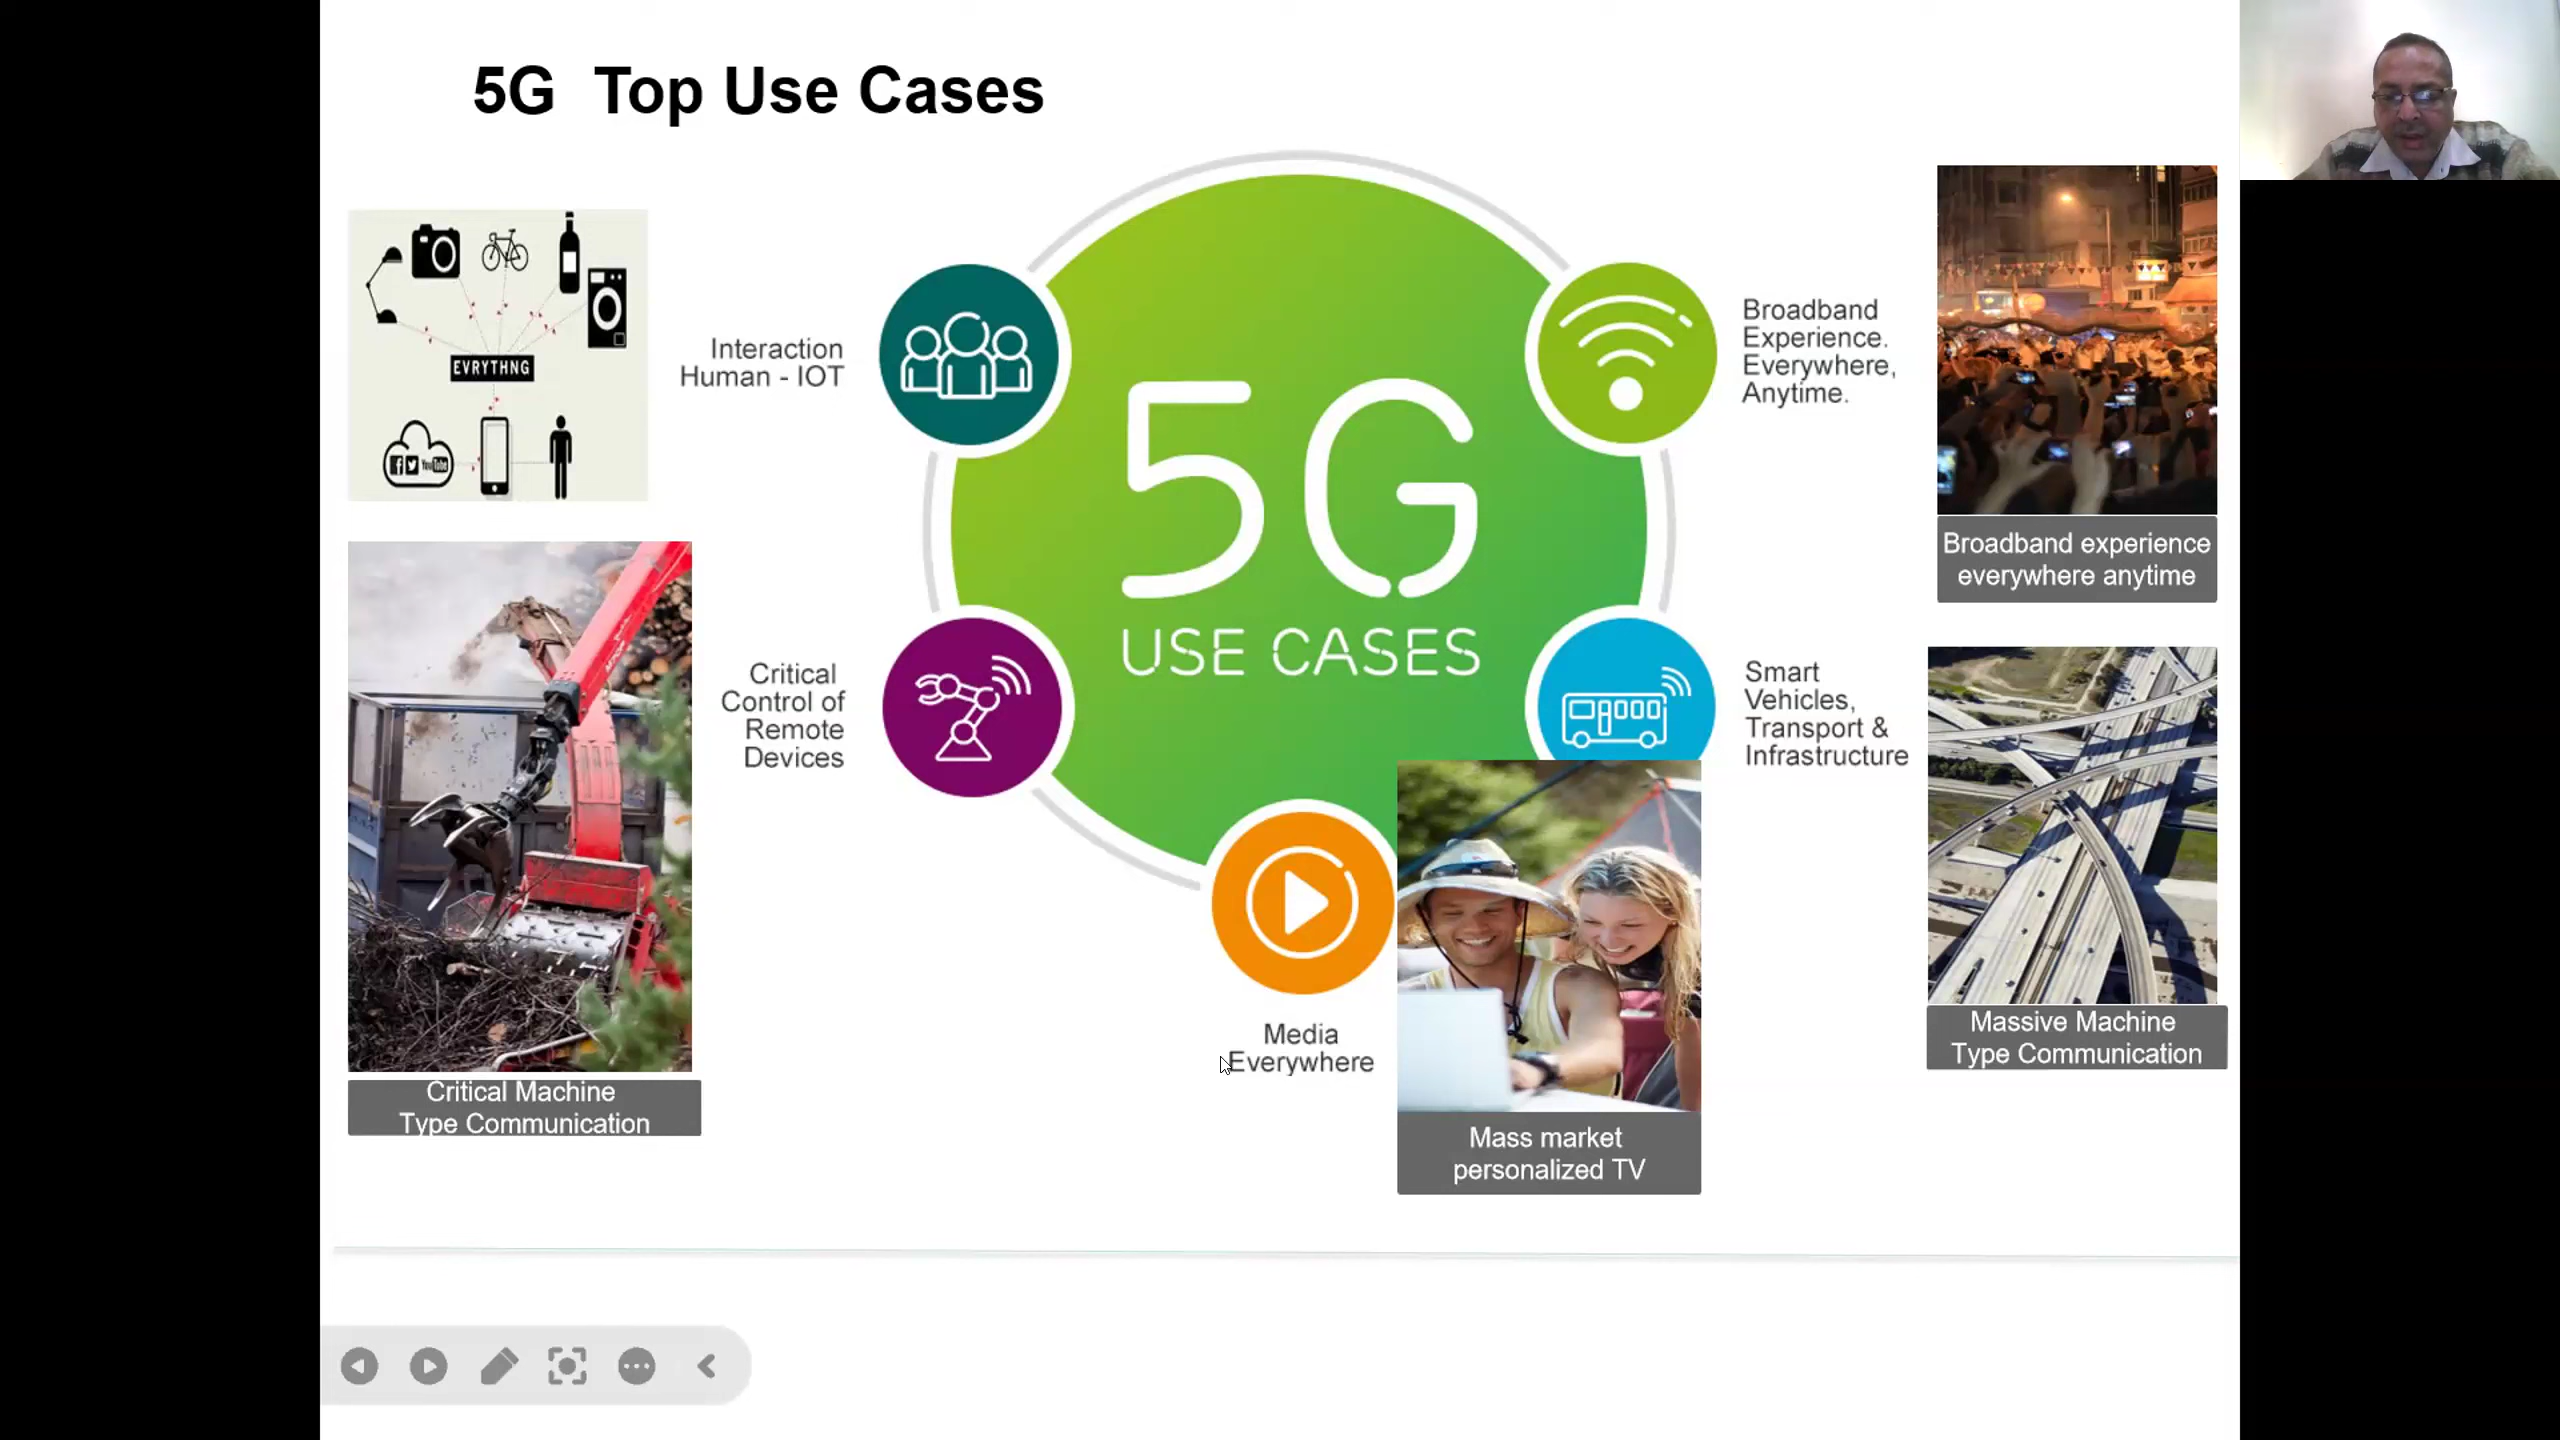 5G Top Use Cases
EVRYTHNG
You Tube
Interaction
Human - IOT
Broadband
Experience.
Everywhere,
Anytime.
5G
USE CASES
Broadband experience
everywhere anytime
Critical
Control of
Remote
Devices
Smart
Vehicles,
Transport &
Infrastructure
Media
Everywhere
Massive Machine
Type Communication
Critical Machine
Type Communication
Mass market
personalized TV